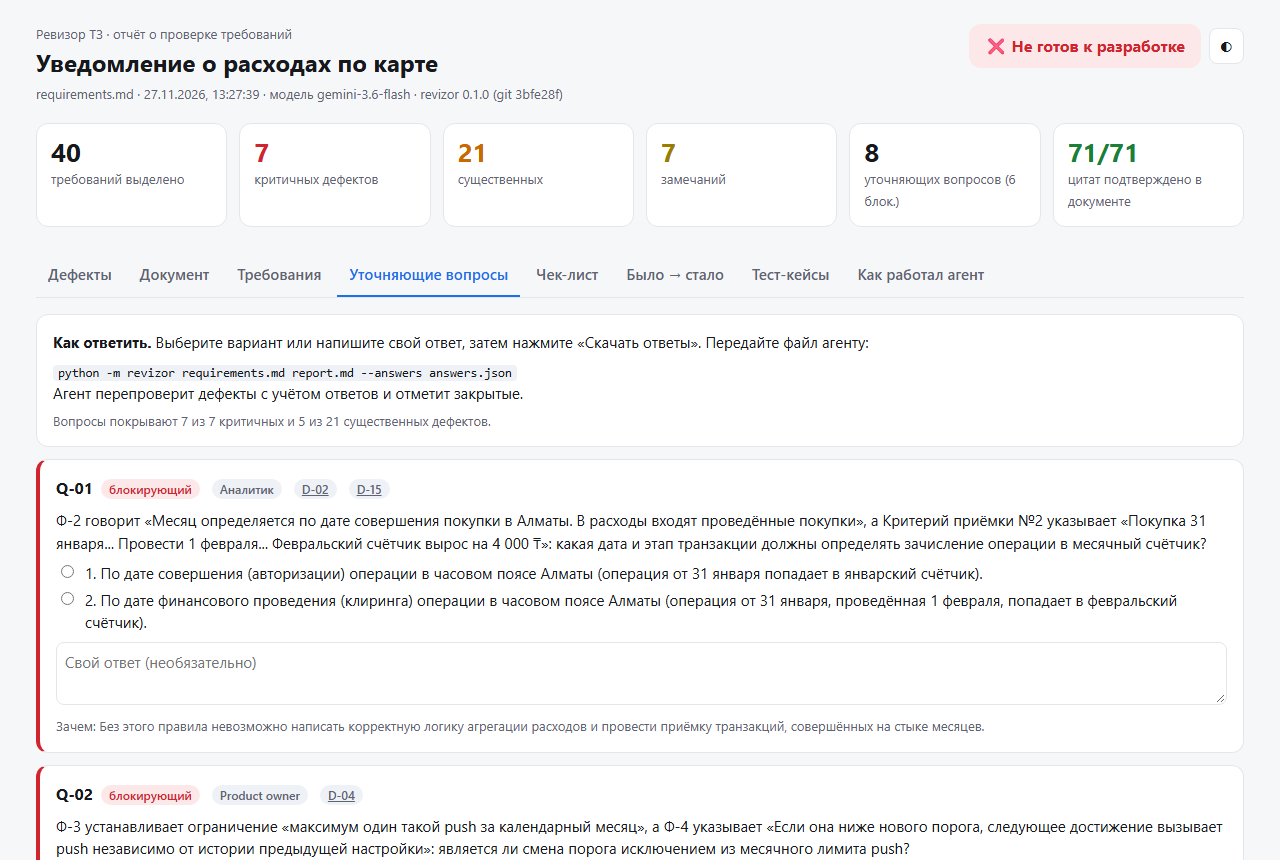 Ревизор ТЗ · отчёт о проверке требований
Уведомление о расходах по карте
requirements.md · 27.11.2026, 13:27:39 · модель gemini-3.6-flash · revizor 0.1.0 (git 3bfe28f)
❌ Не готов к разработке
40
требований выделено
7
критичных дефектов
21
существенных
7
замечаний
8
уточняющих вопросов (6
блок.)
71/71
цитат подтверждено в
документе
Дефекты Документ Требования Уточняющие вопросы Чек-лист Было → стало Тест-кейсы Как работал агент
Как ответить. Выберите вариант или напишите свой ответ, затем нажмите «Скачать ответы». Передайте файл агенту:
python -m revizor requirements.md report.md --answers answers.json
Агент перепроверит дефекты с учётом ответов и отметит закрытые.
Вопросы покрывают 7 из 7 критичных и 5 из 21 существенных дефектов.
Q-01 блокирующий Аналитик D-02 D-15
Ф-2 говорит «Месяц определяется по дате совершения покупки в Алматы. В расходы входят проведённые покупки», а Критерий приёмки №2 указывает «Покупка 31
января... Провести 1 февраля... Февральский счётчик вырос на 4 000 ₸»: какая дата и этап транзакции должны определять зачисление операции в месячный счётчик?
1. По дате совершения (авторизации) операции в часовом поясе Алматы (операция от 31 января попадает в январский счётчик).
2. По дате финансового проведения (клиринга) операции в часовом поясе Алматы (операция от 31 января, проведённая 1 февраля, попадает в февральский
счётчик).
Свой ответ (необязательно)
Зачем: Без этого правила невозможно написать корректную логику агрегации расходов и провести приёмку транзакций, совершённых на стыке месяцев.
Q-02 блокирующий Product owner D-04
Ф-3 устанавливает ограничение «максимум один такой push за календарный месяц», а Ф-4 указывает «Если она ниже нового порога, следующее достижение вызывает
push независимо от истории предыдущей настройки»: является ли смена порога исключением из месячного лимита push?